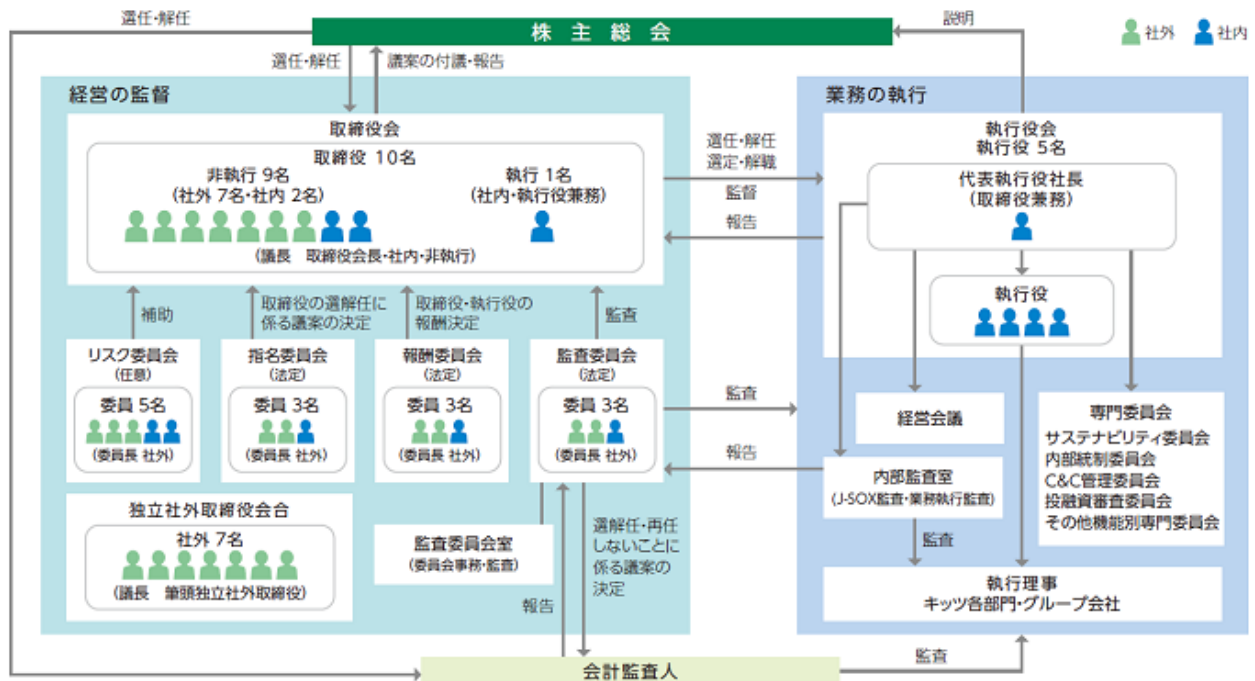 選任・解任
株主総会
説明
社外
社内
選任・解任
議案の付議・報告
経営の監督
取締役会
取締役 10名
非執行 9名
(社外 7名・社内 2名)
執行 1名
(社内・執行役兼務)
(議長 取締役会長・社内・非執行)
選任・解任
選定・解職
監督
報告
業務の執行
執行役会
執行役 5名
代表執行役社長
(取締役兼務)
執行役
補助
取締役の選解任に
係る議案の決定
取締役・執行役の
報酬決定
監査
リスク委員会
(任意)
委員 5名
(委員長 社外)
指名委員会
(法定)
委員 3名
(委員長 社外)
報酬委員会
(法定)
委員 3名
(委員長 社外)
監査委員会
(法定)
委員 3名
(委員長 社外)
監査
報告
経営会議
内部監査室
(J-SOX監査・業務執行監査)
監査
専門委員会
サステナビリティ委員会
内部統制委員会
C&C管理委員会
投融資審査委員会
その他機能別専門委員会
独立社外取締役会合
社外 7名
(議長 筆頭独立社外取締役)
監査委員会室
(委員会事務・監査)
報告
選解任・再任
しないことに
係る議案の
決定
執行理事
キッツ各部門・グループ会社
会計監査人
監査